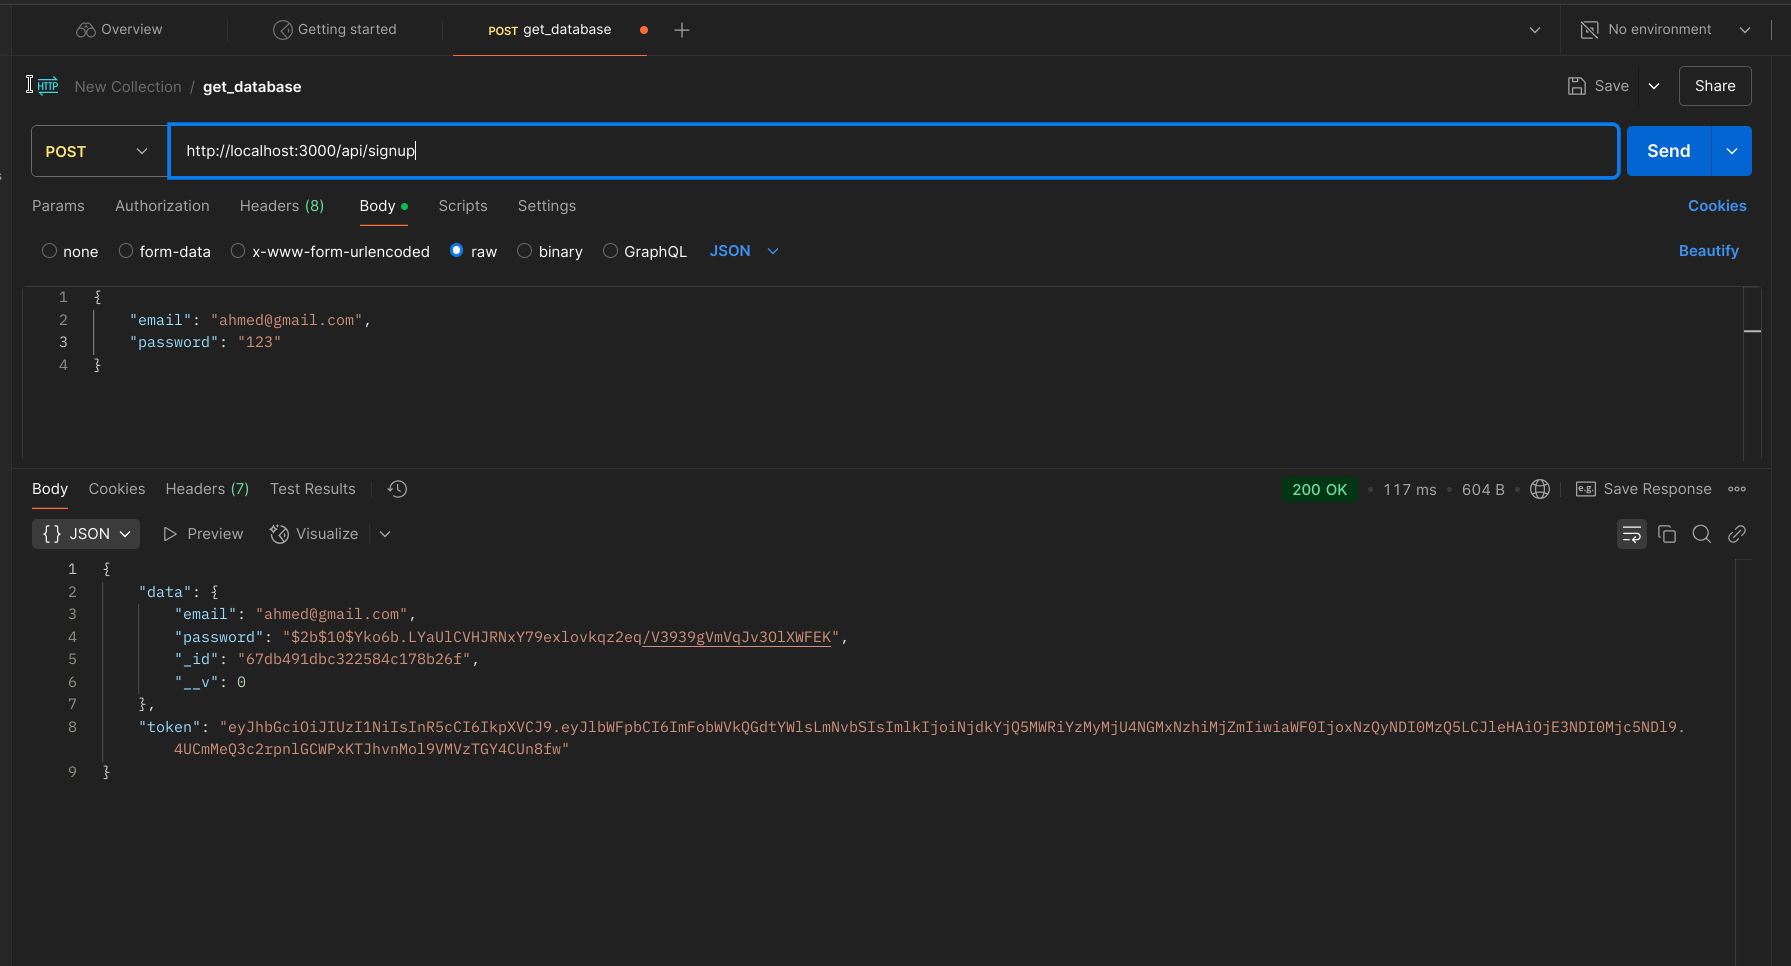 Overview
Getting started
POST get_database
No environment
HTTP New Collection / get_database
Save
Share
POST
http://localhost:3000/api/signup
Send
Params
Authorization
Headers (8)
Body
Scripts
Settings
Cookies
none
form-data
x-www-form-urlencoded
raw
binary
GraphQL
JSON
Beautify
1 {
2 "email": "ahmed@gmail.com",
3 "password": "123"
4 }
Body
Cookies
Headers (7)
Test Results
200 OK • 117 ms • 604 B •
e.g. Save Response
{} JSON
Preview
Visualize
1 {
2 "data": {
3 "email": "ahmed@gmail.com",
4 "password": "$2b$10$Yko6b.LYaUlCVHJRNxY79exlovkqz2eq/V3939gVmVqJv3OlXWFEK",
5 "_id": "67db491dbc322584c178b26f",
6 "__v": 0
7 },
8 "token": "eyJhbGciOiJIUzI1NiIsInR5cCI6IkpXVCJ9.eyJlbWFpbCI6ImFobWVkQGdtYWlsLmNvbSIsImlkIjoiNjdkYjQ5MWRiYzMyMjU4NGMxNzhiMjZmIiwiaWF0IjoxNzQyNDI0MzQ5LCJleHAiOjE3NDI0Mjc5NDl9.
4UCmMeQ3c2rpnlGCWPxKTJhvnMol9VMVzTGY4CUn8fw"
9 }